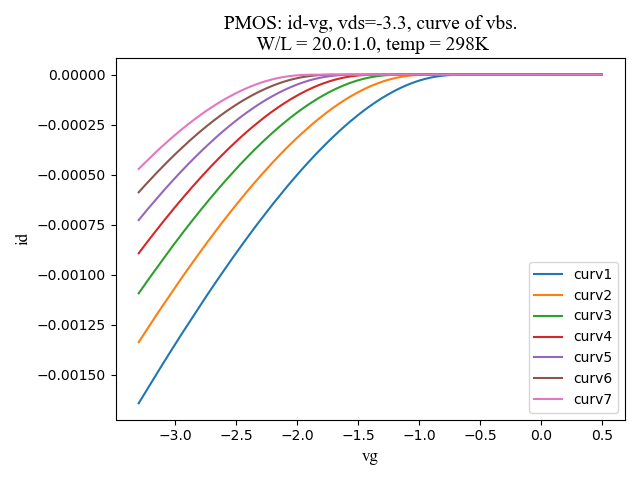 PMOS: id-vg, vds=-3.3, curve of vbs.
W/L = 20.0:1.0, temp = 298K
0.00000
−0.00025
−0.00050
−0.00075
−0.00100
−0.00125
−0.00150
id
curv1
curv2
curv3
curv4
curv5
curv6
curv7
−3.0 −2.5 −2.0 −1.5 −1.0 −0.5 0.0 0.5
vg